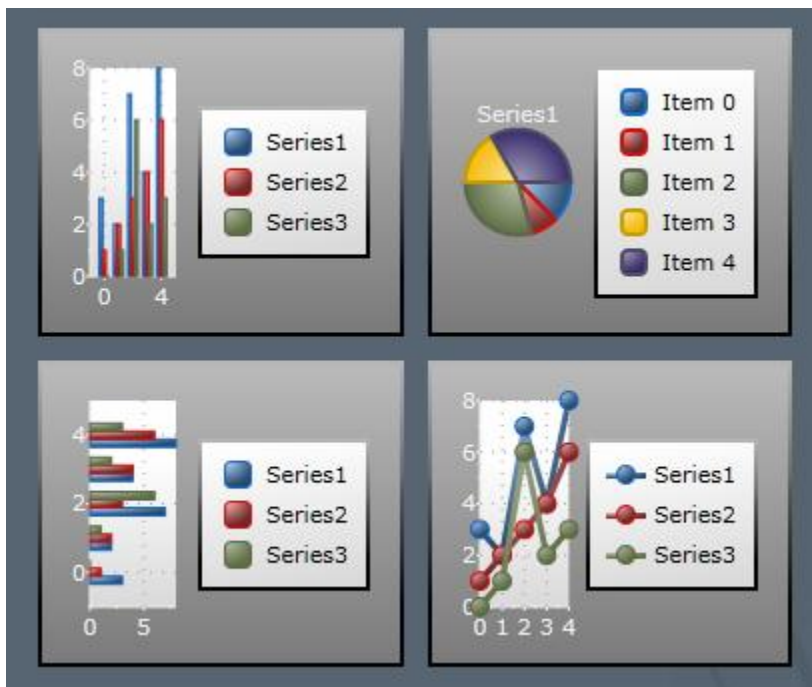 8
6
4
2
0
0 4
Series1
Series2
Series3
Series1
Item 0
Item 1
Item 2
Item 3
Item 4
4
2
0
0 5
Series1
Series2
Series3
8
6
4
2
0
0 1 2 3 4
Series1
Series2
Series3